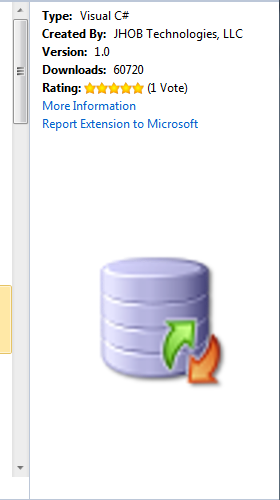 Type: Visual C#
Created By: JHOB Technologies, LLC
Version: 1.0
Downloads: 60720
Rating: (1 Vote)
More Information
Report Extension to Microsoft